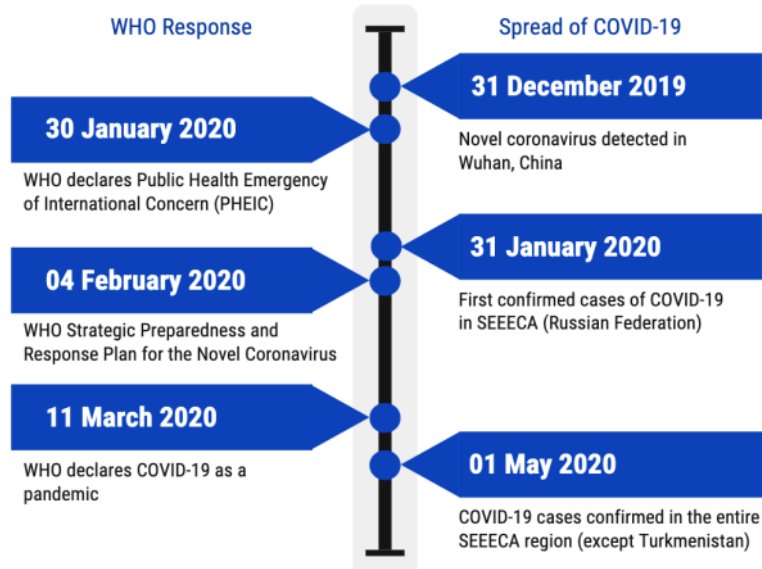 WHO Response
Spread of COVID-19
31 December 2019
Novel coronavirus detected in
Wuhan, China
30 January 2020
WHO declares Public Health Emergency
of International Concern (PHEIC)
31 January 2020
First confirmed cases of COVID-19
in SEEECA (Russian Federation)
04 February 2020
WHO Strategic Preparedness and
Response Plan for the Novel Coronavirus
11 March 2020
WHO declares COVID-19 as a
pandemic
01 May 2020
COVID-19 cases confirmed in the entire
SEEECA region (except Turkmenistan)